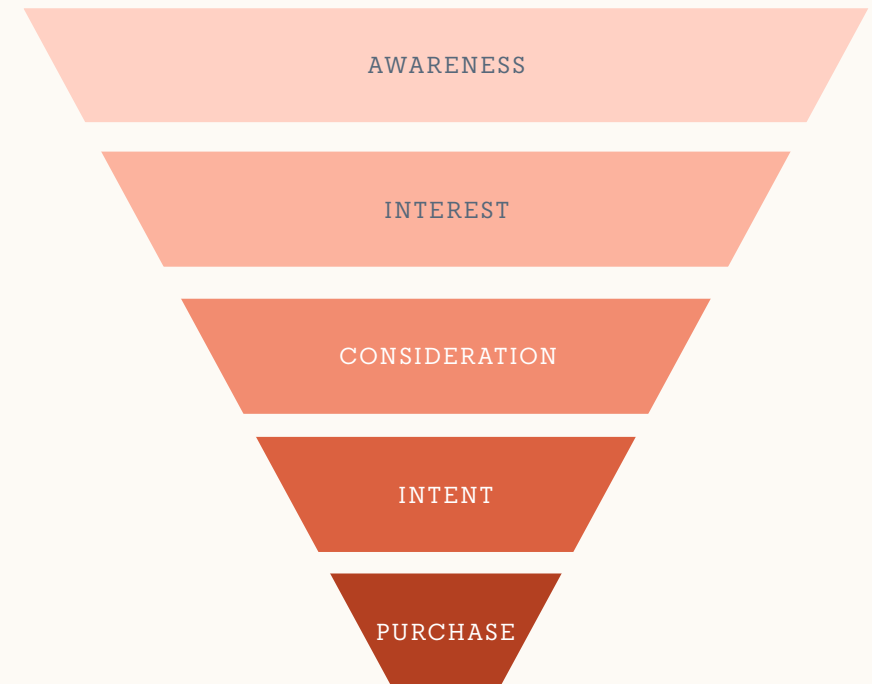 AWARENESS
INTEREST
CONSIDERATION
INTENT
PURCHASE